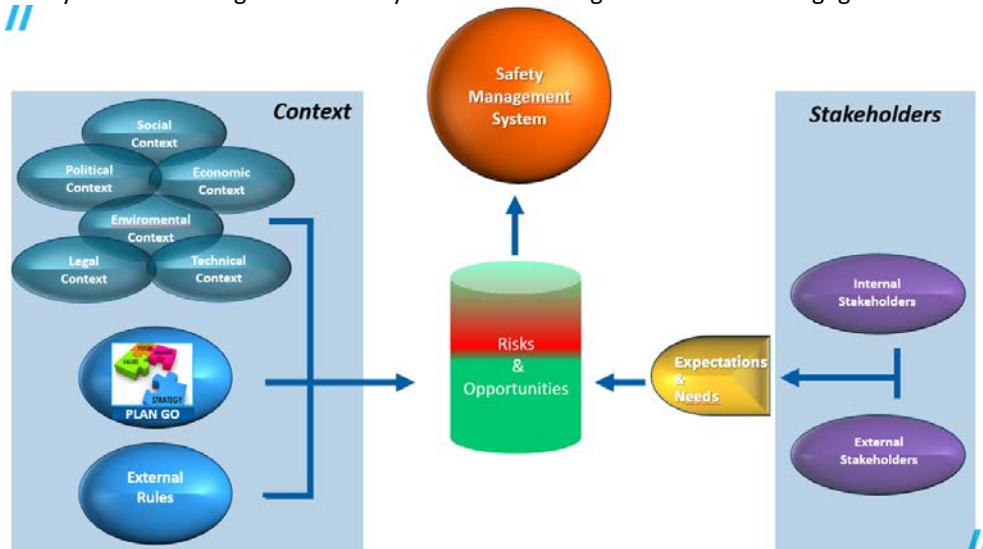 Context
Social
Context
Political
Context
Economic
Context
Enviromental
Context
Legal
Context
Technical
Context
STRATEGY
PLAN GO
External
Rules
Safety
Management
System
Risks
&
Opportunities
Expectations
&
Needs
Stakeholders
Internal
Stakeholders
External
Stakeholders